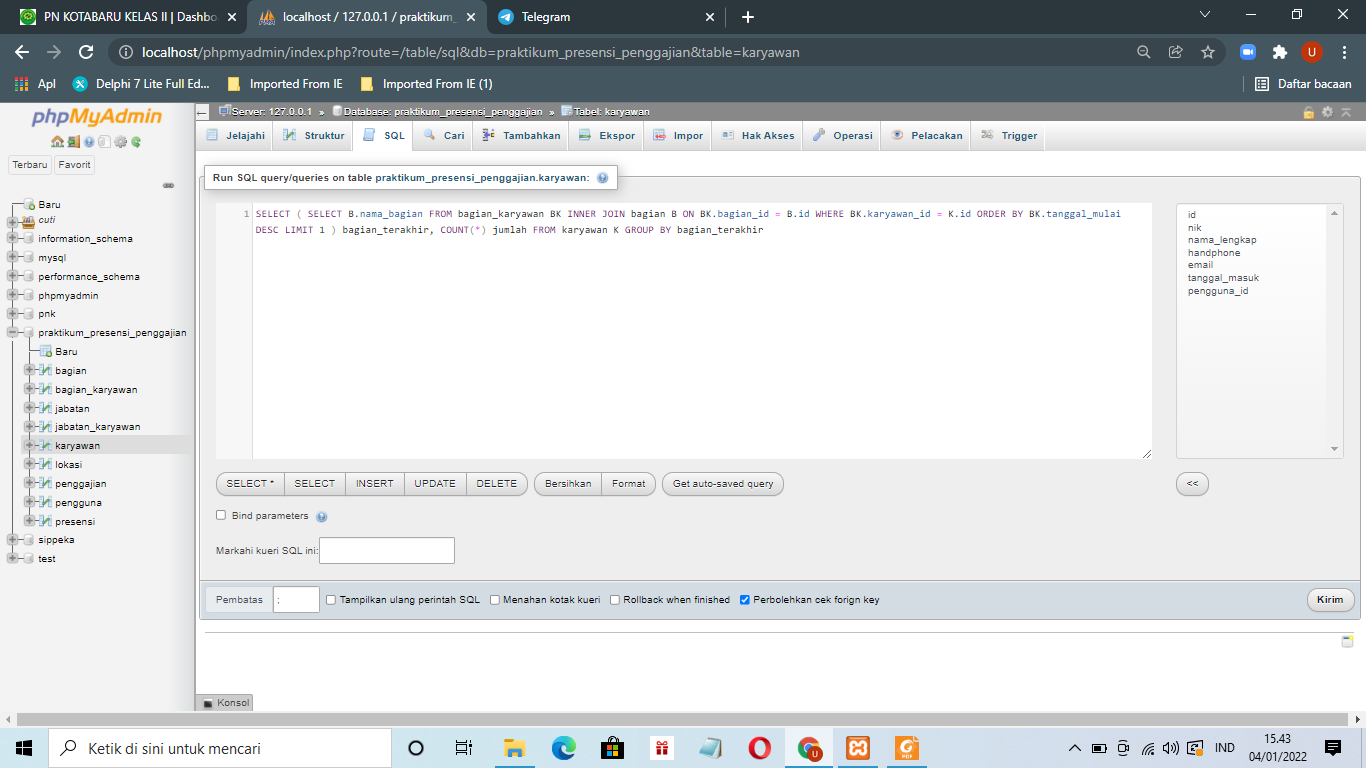 PN KOTABARU KELAS II | Dashbo
localhost / 127.0.0.1 / praktikum_
Telegram
localhost/phpmyadmin/index.php?route=/table/sql&db=praktikum_presensi_penggajian&table=karyawan
U
Apl
Delphi 7 Lite Full Ed...
Imported From IE
Imported From IE (1)
Daftar bacaan
phpMyAdmin
Terbaru
Favorit
Baru
cuti
information_schema
mysql
performance_schema
phpmyadmin
pnk
praktikum_presensi_penggajian
Baru
bagian
bagian_karyawan
jabatan
jabatan_karyawan
karyawan
lokasi
penggajian
pengguna
presensi
sippeka
test
Server: 127.0.0.1 » Database: praktikum_presensi_penggajian » Tabel: karyawan
Jelajahi
Struktur
SQL
Cari
Tambahkan
Ekspor
Impor
Hak Akses
Operasi
Pelacakan
Trigger
Run SQL query/queries on table praktikum_presensi_penggajian.karyawan:
1 SELECT ( SELECT B.nama_bagian FROM bagian_karyawan BK INNER JOIN bagian B ON BK.bagian_id = B.id WHERE BK.karyawan_id = K.id ORDER BY BK.tanggal_mulai
DESC LIMIT 1 ) bagian_terakhir, COUNT(*) jumlah FROM karyawan K GROUP BY bagian_terakhir
id
nik
nama_lengkap
handphone
email
tanggal_masuk
pengguna_id
SELECT *
SELECT
INSERT
UPDATE
DELETE
Bersihkan
Format
Get auto-saved query
<<
Bind parameters
Markahi kueri SQL ini:
Pembatas
;
Tampilkan ulang perintah SQL
Menahan kotak kueri
Rollback when finished
Perbolehkan cek forign key
Kirim
Konsol
Ketik di sini untuk mencari
U
PDF
IND
15.43
04/01/2022